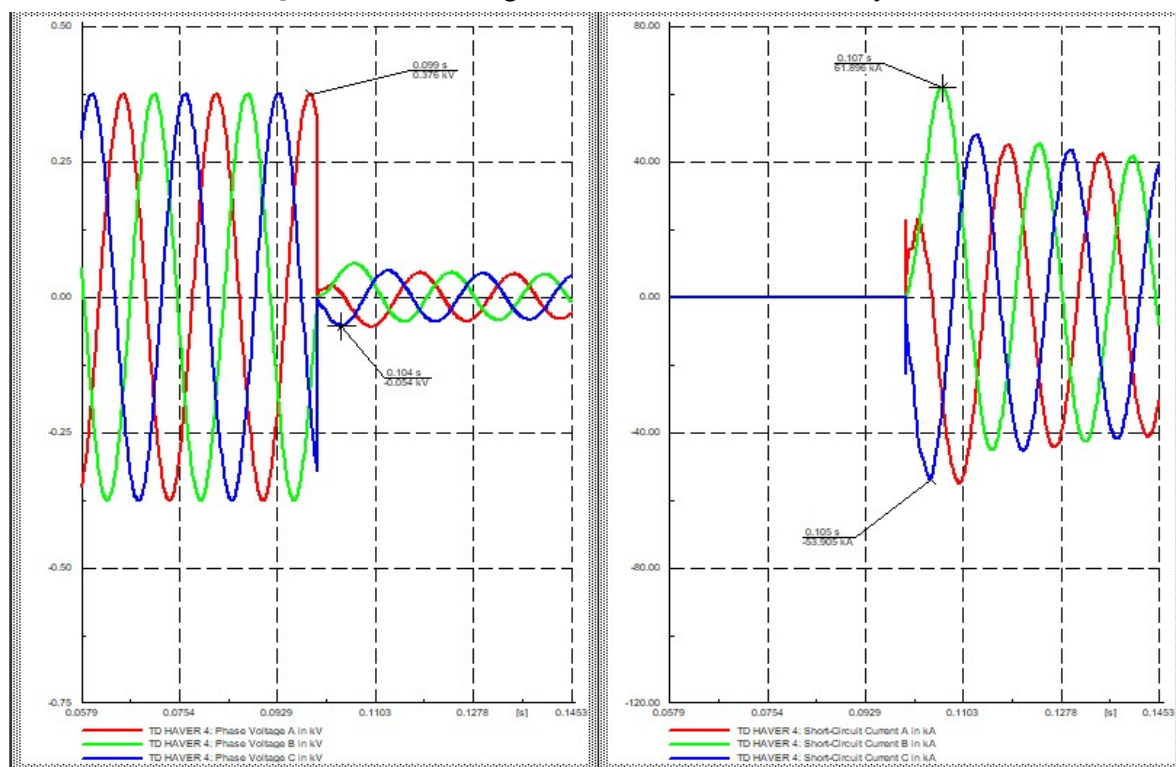 0.50
0.25
0.00
-0.25
-0.50
-0.75
0.0579 0.0754 0.0929 0.1103 0.1278 [s] 0.1453
0.099 s
0.376 kV
0.104 s
-0.054 kV
TD HAVER 4: Phase Voltage A in kV
TD HAVER 4: Phase Voltage B in kV
TD HAVER 4: Phase Voltage C in kV
80.00
40.00
0.00
-40.00
-80.00
-120.00
0.0579 0.0754 0.0929 0.1103 0.1278 [s] 0.1453
0.107 s
61.896 kA
0.105 s
-53.905 kA
TD HAVER 4: Short-Circuit Current A in kA
TD HAVER 4: Short-Circuit Current B in kA
TD HAVER 4: Short-Circuit Current C in kA